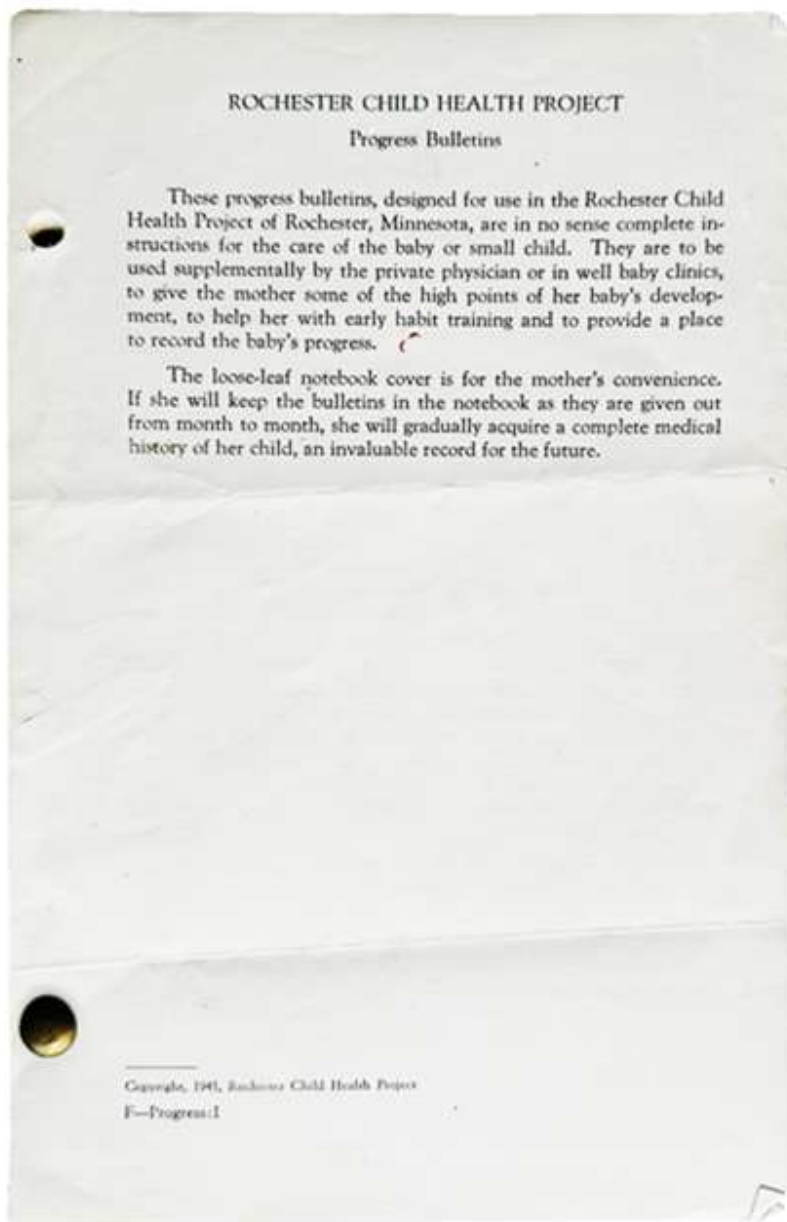 ROCHESTER CHILD HEALTH PROJECT
Progress Bulletins
These progress bulletins, designed for use in the Rochester Child
Health Project of Rochester, Minnesota, are in no sense complete in-
structions for the care of the baby or small child. They are to be
used supplementally by the private physician or in well baby clinics,
to give the mother some of the high points of her baby's develop-
ment, to help her with early habit training and to provide a place
to record the baby's progress.
The loose-leaf notebook cover is for the mother's convenience.
If she will keep the bulletins in the notebook as they are given out
from month to month, she will gradually acquire a complete medical
history of her child, an invaluable record for the future.
Copyright, Rochester Child Health Project
F—Progress:I